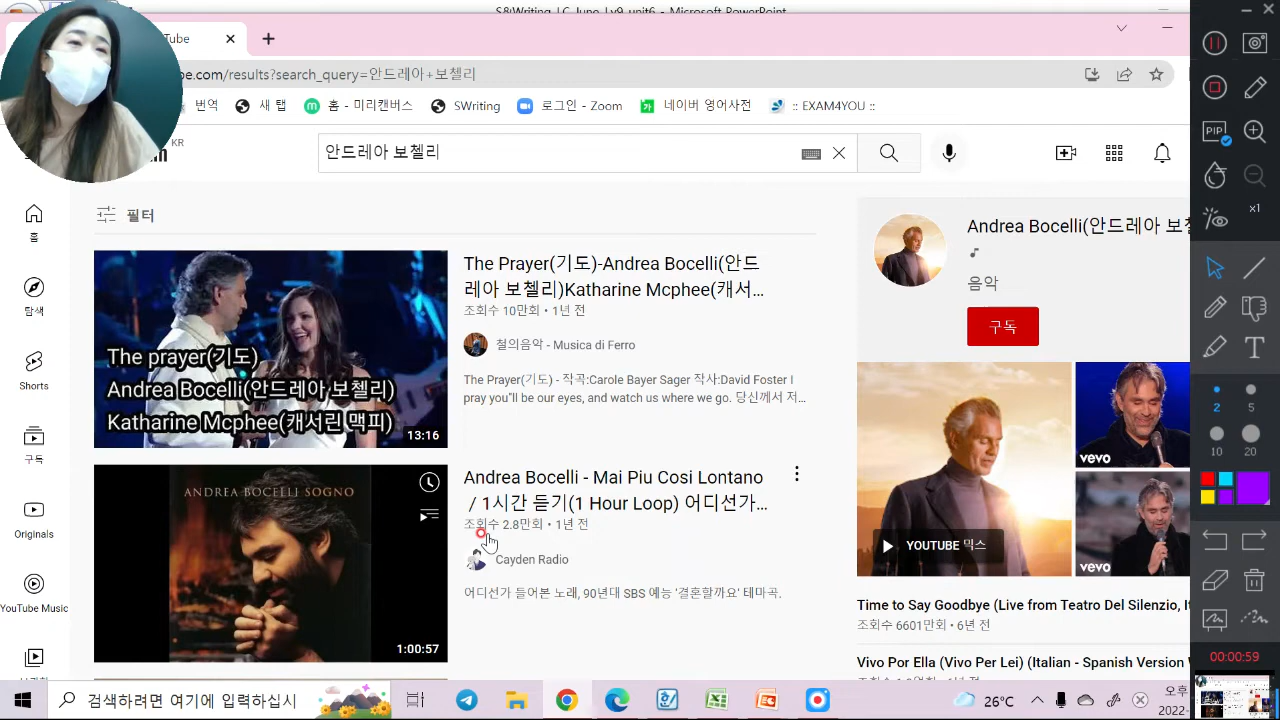 S8(Writing_LC_June_Lv9_unit6 - Microsoft PowerPoint
Tube
be.com/results?search_query=안드레아+보첼리
번역
새 탭
홈 - 미리캔버스
SWriting
로그인 - Zoom
네이버 영어사전
:: EXAM4YOU ::
KR
안드레아 보첼리
필터
홈
탐색
Shorts
구독
Originals
YouTube Music
The prayer(기도)
Andrea Bocelli(안드레아 보첼리)
Katharine Mcphee(캐서린 맥피)
13:16
The Prayer(기도)-Andrea Bocelli(안드
레아 보첼리)Katharine Mcphee(캐서...
조회수 10만회 • 1년 전
철의음악 - Musica di Ferro
The Prayer(기도) - 작곡:Carole Bayer Sager 작사:David Foster I
pray you"ll be our eyes, and watch us where we go. 당신께서 저...
ANDREA BOCELLI SOGNO
1:00:57
Andrea Bocelli - Mai Piu Cosi Lontano
/ 1시간 듣기(1 Hour Loop) 어디선가...
조회수 2.8만회 • 1년 전
Cayden Radio
어디선가 들어본 노래, 90년대 SBS 예능 '결혼할까요' 테마곡.
Andrea Bocelli(안드레아 보
음악
구독
YOUTUBE 믹스
vevo
vevo
Time to Say Goodbye (Live from Teatro Del Silenzio, It
조회수 6601만회 • 6년 전
Vivo Por Ella (Vivo Per Lei) (Italian - Spanish Version
PIP
x1
T
2
5
10
20
00:00:59
검색하려면 여기에 입력하십시
26°C
오후
2022-